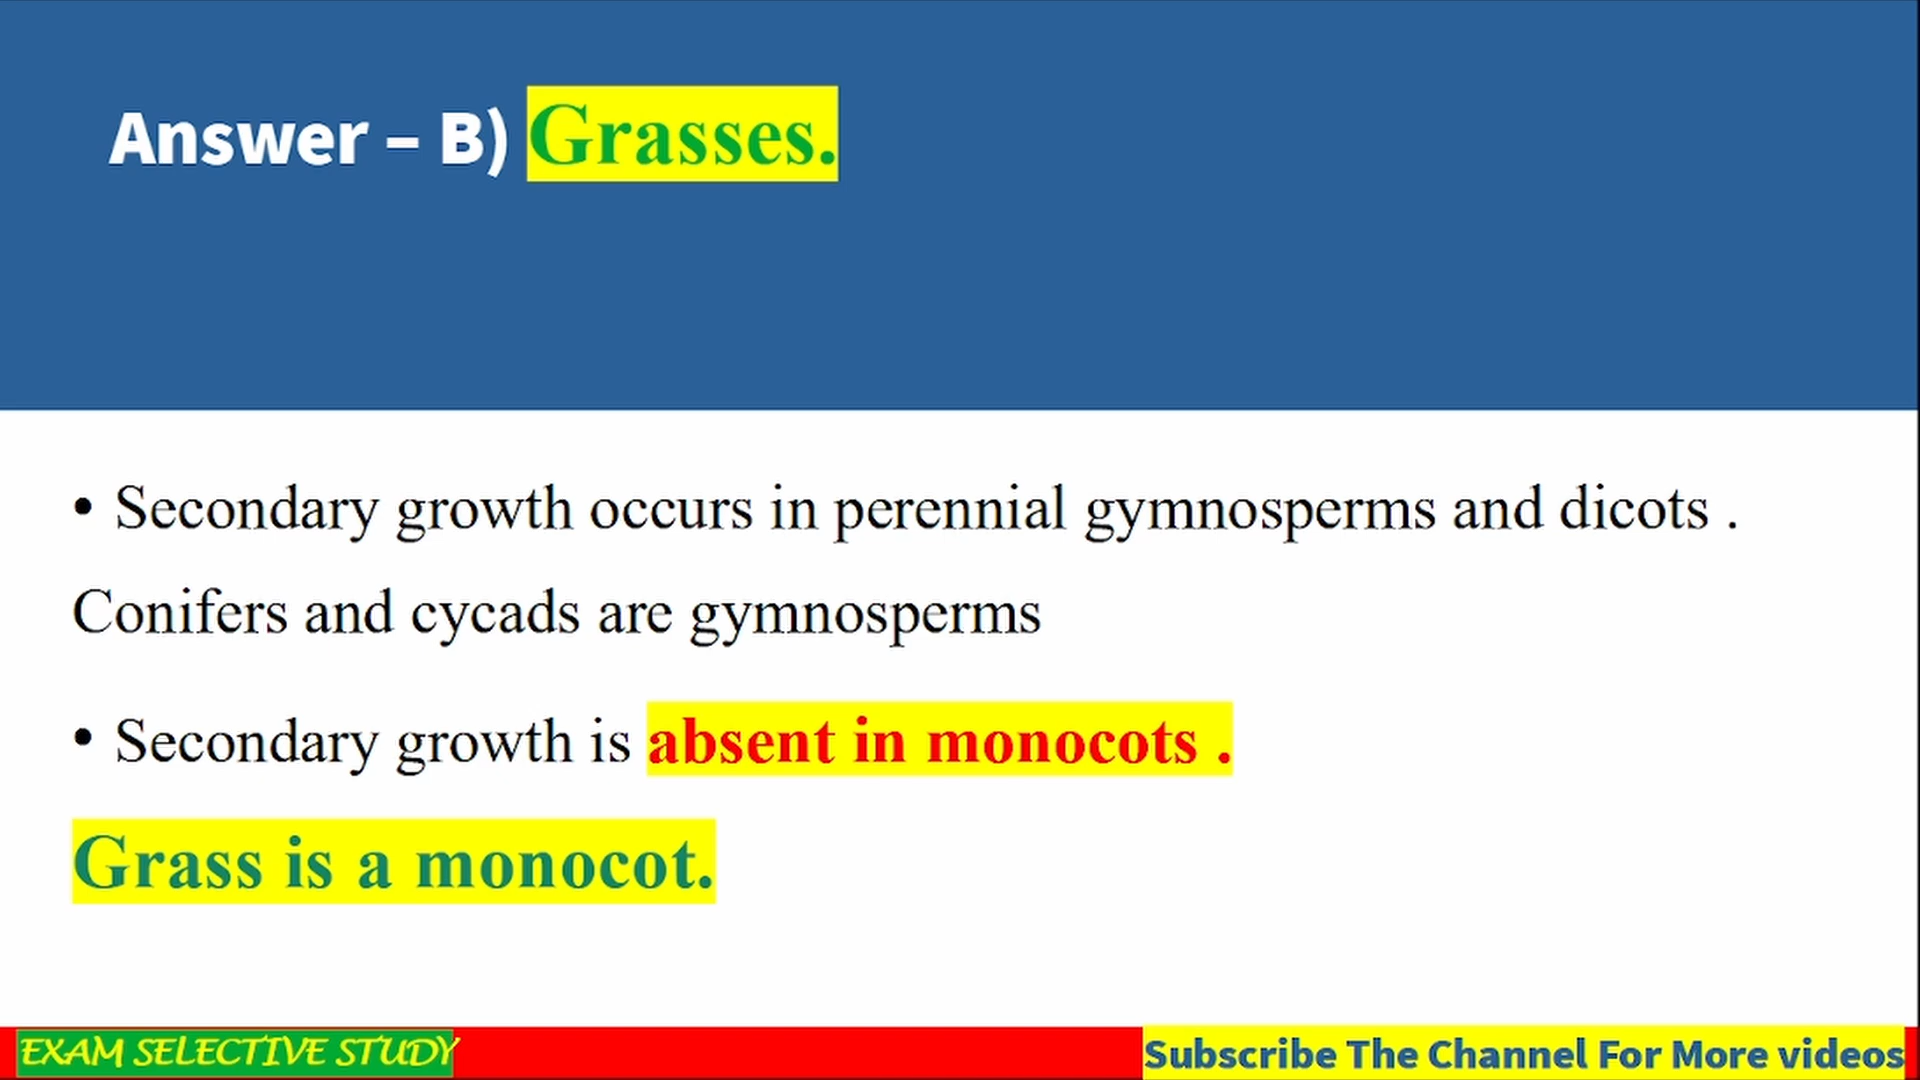 Answer – B) Grasses.
• Secondary growth occurs in perennial gymnosperms and dicots .
Conifers and cycads are gymnosperms
• Secondary growth is absent in monocots .
Grass is a monocot.
EXAM SELECTIVE STUDY
Subscribe The Channel For More videos